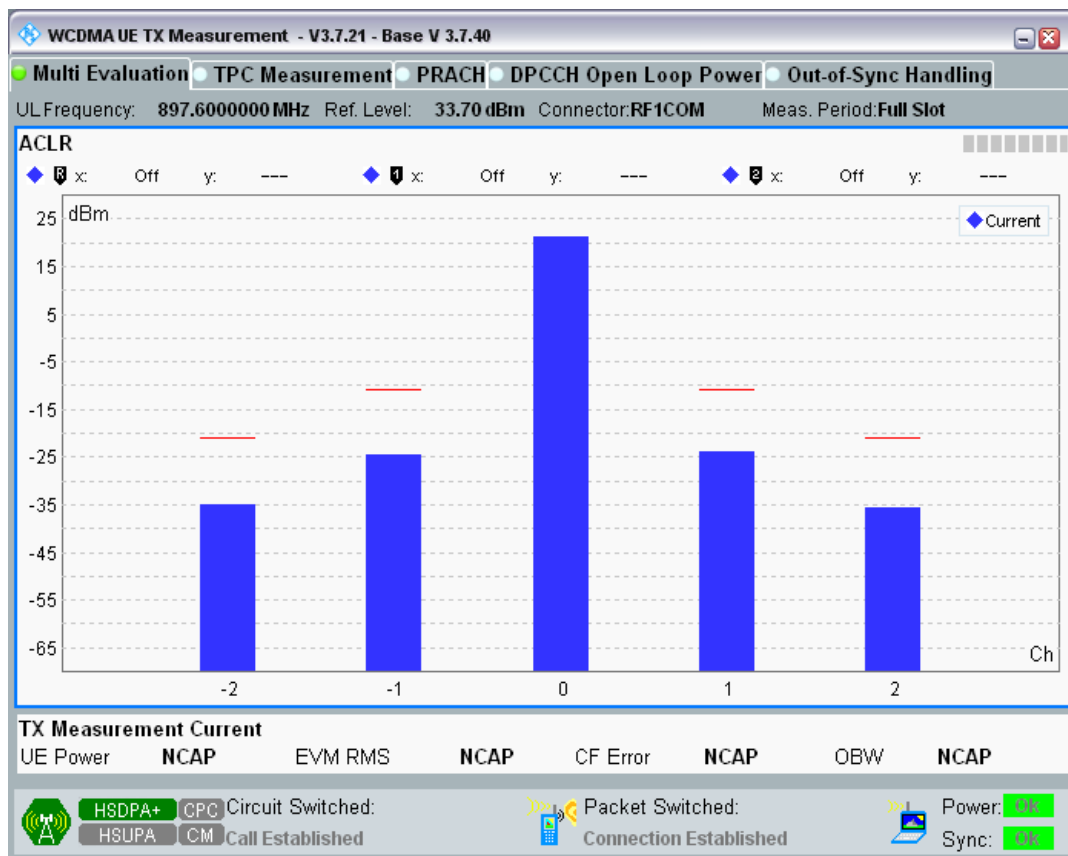 WCDMA UE TX Measurement - V3.7.21 - Base V 3.7.40
Multi Evaluation TPC Measurement PRACH DPCCH Open Loop Power Out-of-Sync Handling
UL Frequency: 897.6000000 MHz Ref. Level: 33.70 dBm Connector:RF1COM Meas. Period:Full Slot
ACLR
R x: Off y: --- 1 x: Off y: --- 2 x: Off y: ---
dBm
Current
25
15
5
-5
-15
-25
-35
-45
-55
-65
Ch
-2 -1 0 1 2
TX Measurement Current
UE Power NCAP EVM RMS NCAP CF Error NCAP OBW NCAP
HSDPA+ CPC Circuit Switched: Packet Switched: Power: OK
HSUPA CM Call Established Connection Established Sync: OK